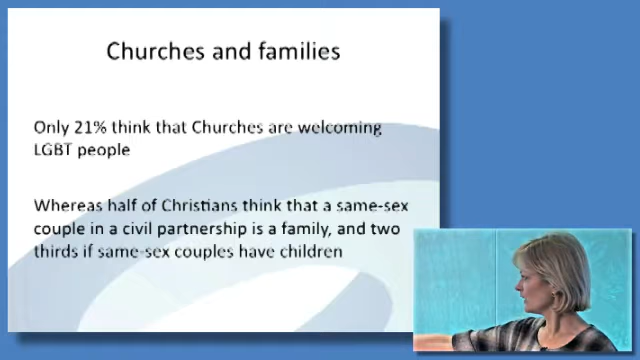 Churches and families
Only 21% think that Churches are welcoming
LGBT people
Whereas half of Christians think that a same-sex
couple in a civil partnership is a family, and two
thirds if same-sex couples have children